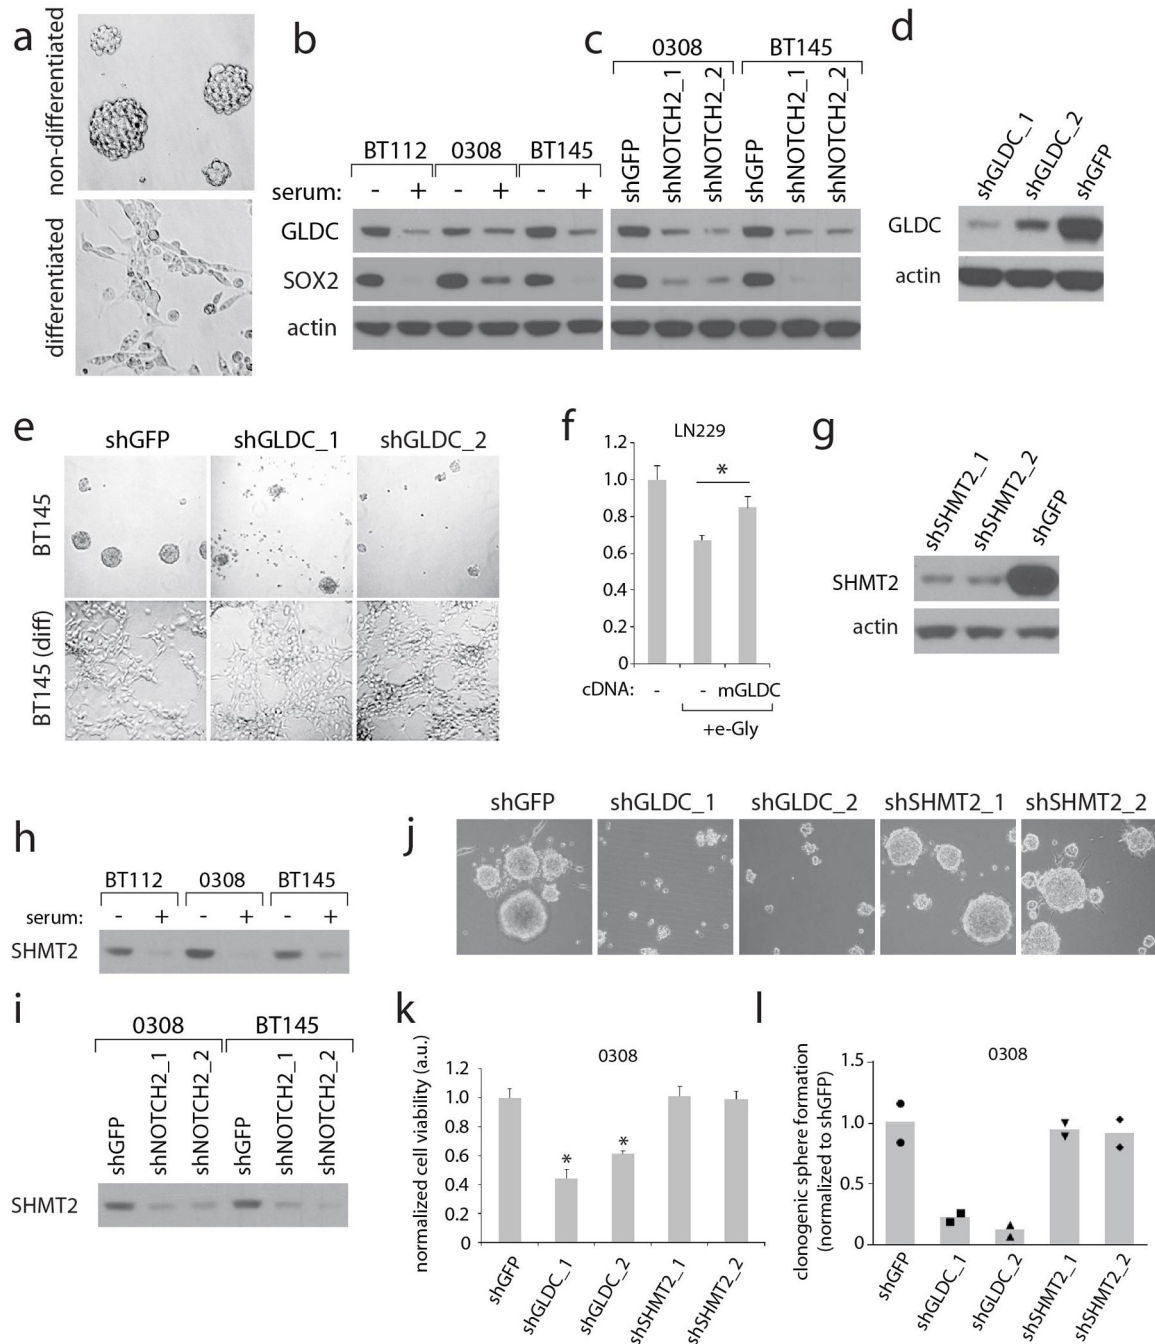 a
non-differentiated
differentiated
b
BT112 0308 BT145
serum: - + - + - +
GLDC
SOX2
actin
c
0308 BT145
shGFP shNOTCH2_1 shNOTCH2_2 shGFP shNOTCH2_1 shNOTCH2_2
d
shGLDC_1 shGLDC_2 shGFP
GLDC
actin
e
shGFP shGLDC_1 shGLDC_2
BT145
BT145 (diff)
f
LN229
1.2
1.0
0.8
0.6
0.4
0.2
0
*
cDNA: - - mGLDC
+e-Gly
g
shSHMT2_1 shSHMT2_2 shGFP
SHMT2
actin
h
BT112 0308 BT145
serum: - + - + - +
SHMT2
i
0308 BT145
shGFP shNOTCH2_1 shNOTCH2_2 shGFP shNOTCH2_1 shNOTCH2_2
SHMT2
j
shGFP shGLDC_1 shGLDC_2 shSHMT2_1 shSHMT2_2
k
0308
normalized cell viability (a.u.)
1.2
1.0
0.8
0.6
0.4
0.2
0
* *
shGFP shGLDC_1 shGLDC_2 shSHMT2_1 shSHMT2_2
l
0308
clonogenic sphere formation
(normalized to shGFP)
1.5
1.0
0.5
0
shGFP shGLDC_1 shGLDC_2 shSHMT2_1 shSHMT2_2